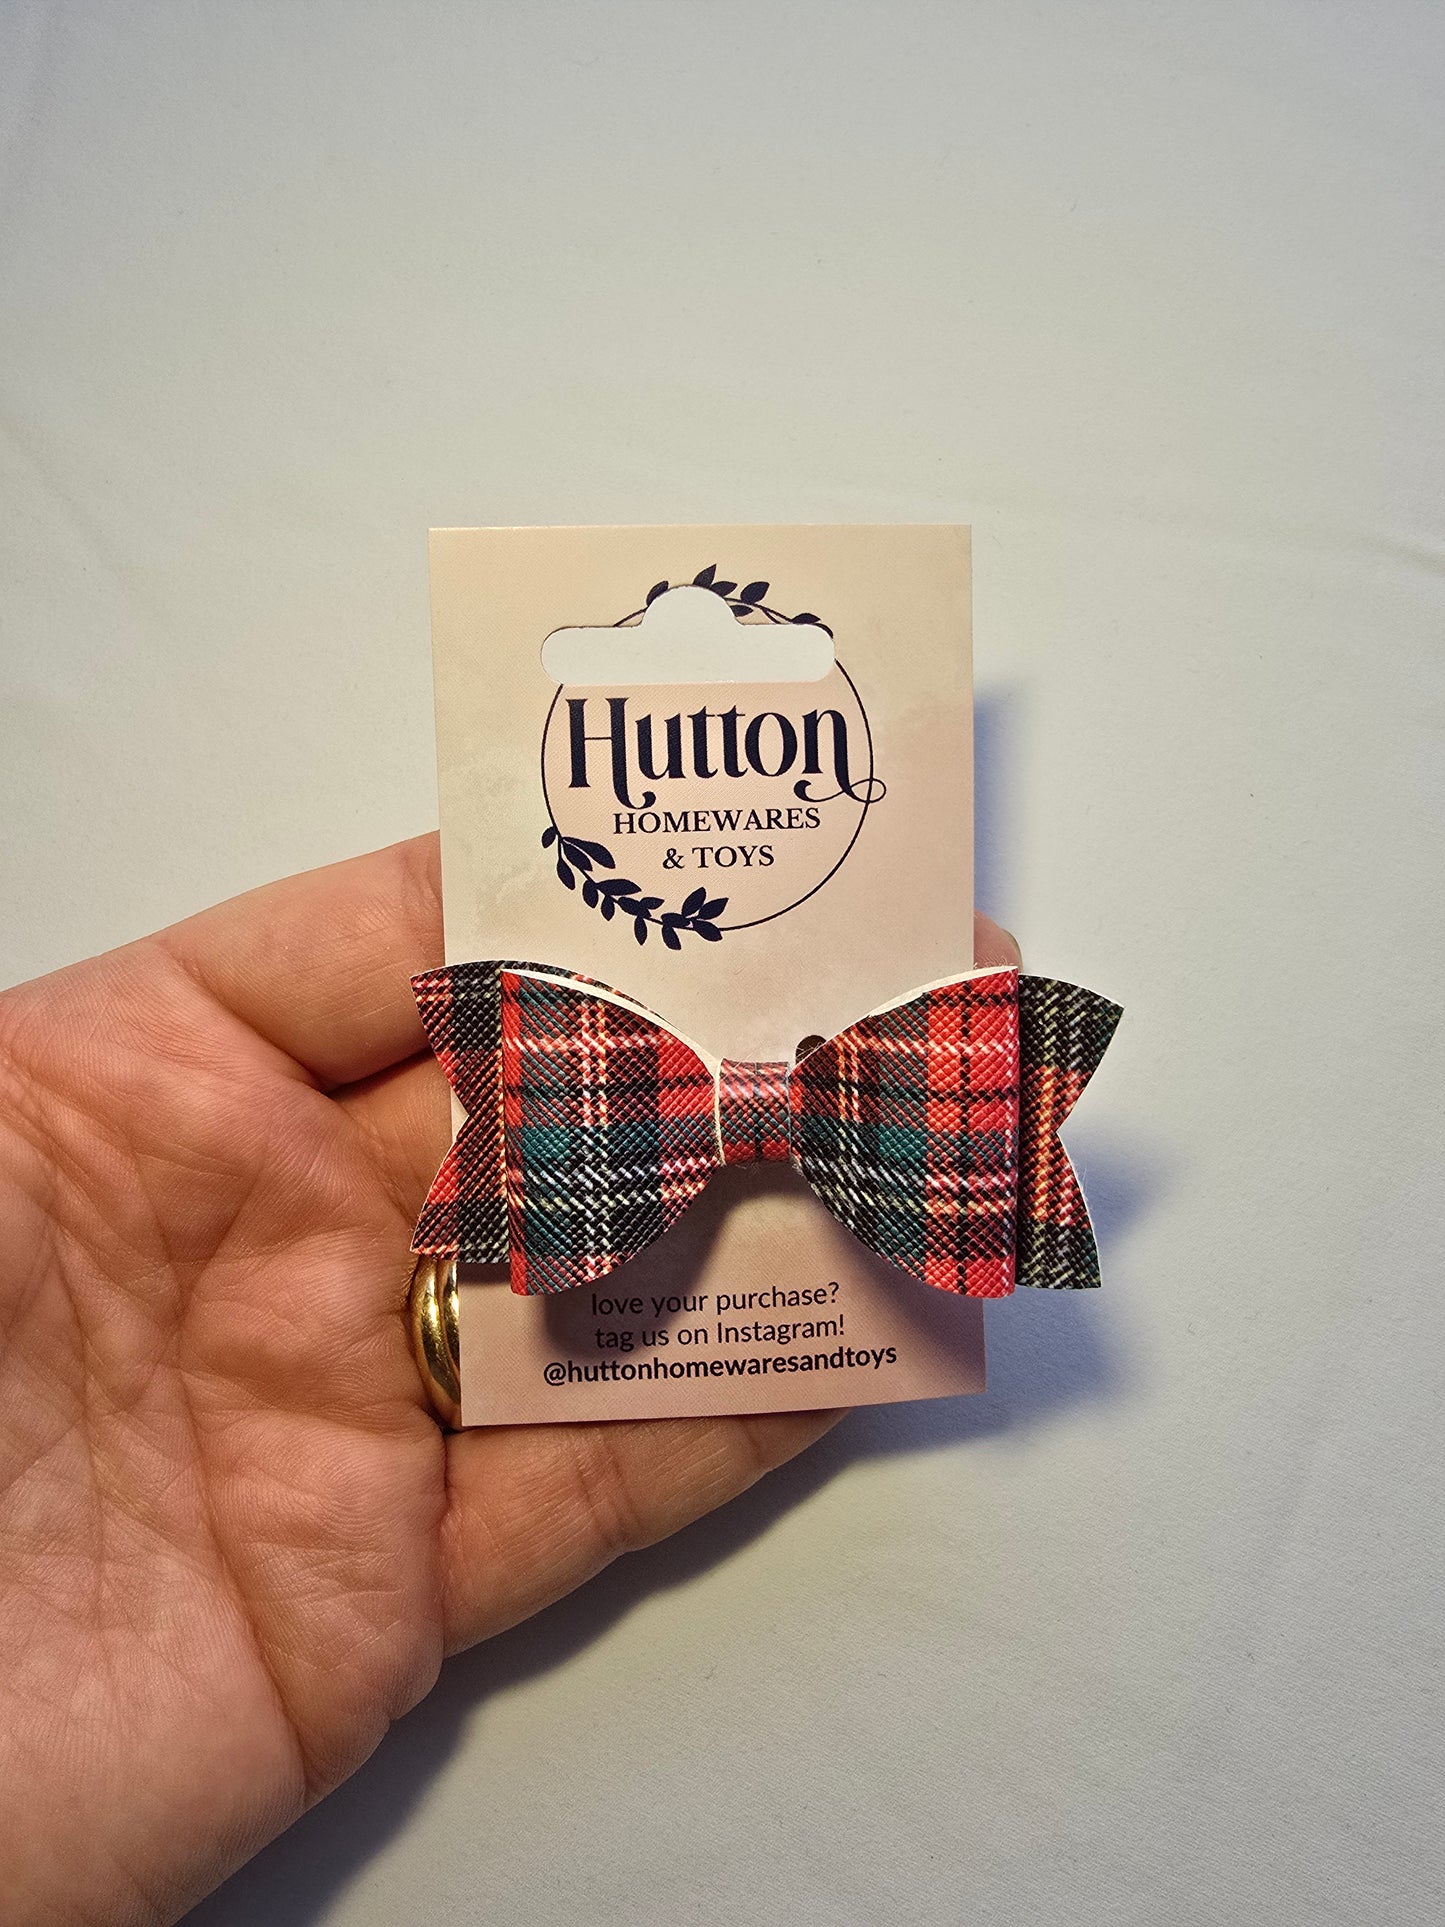 Hutton
HOMEWARES
& TOYS
love your purchase?
tag us on Instagram!
@huttonhomewaresandtoys